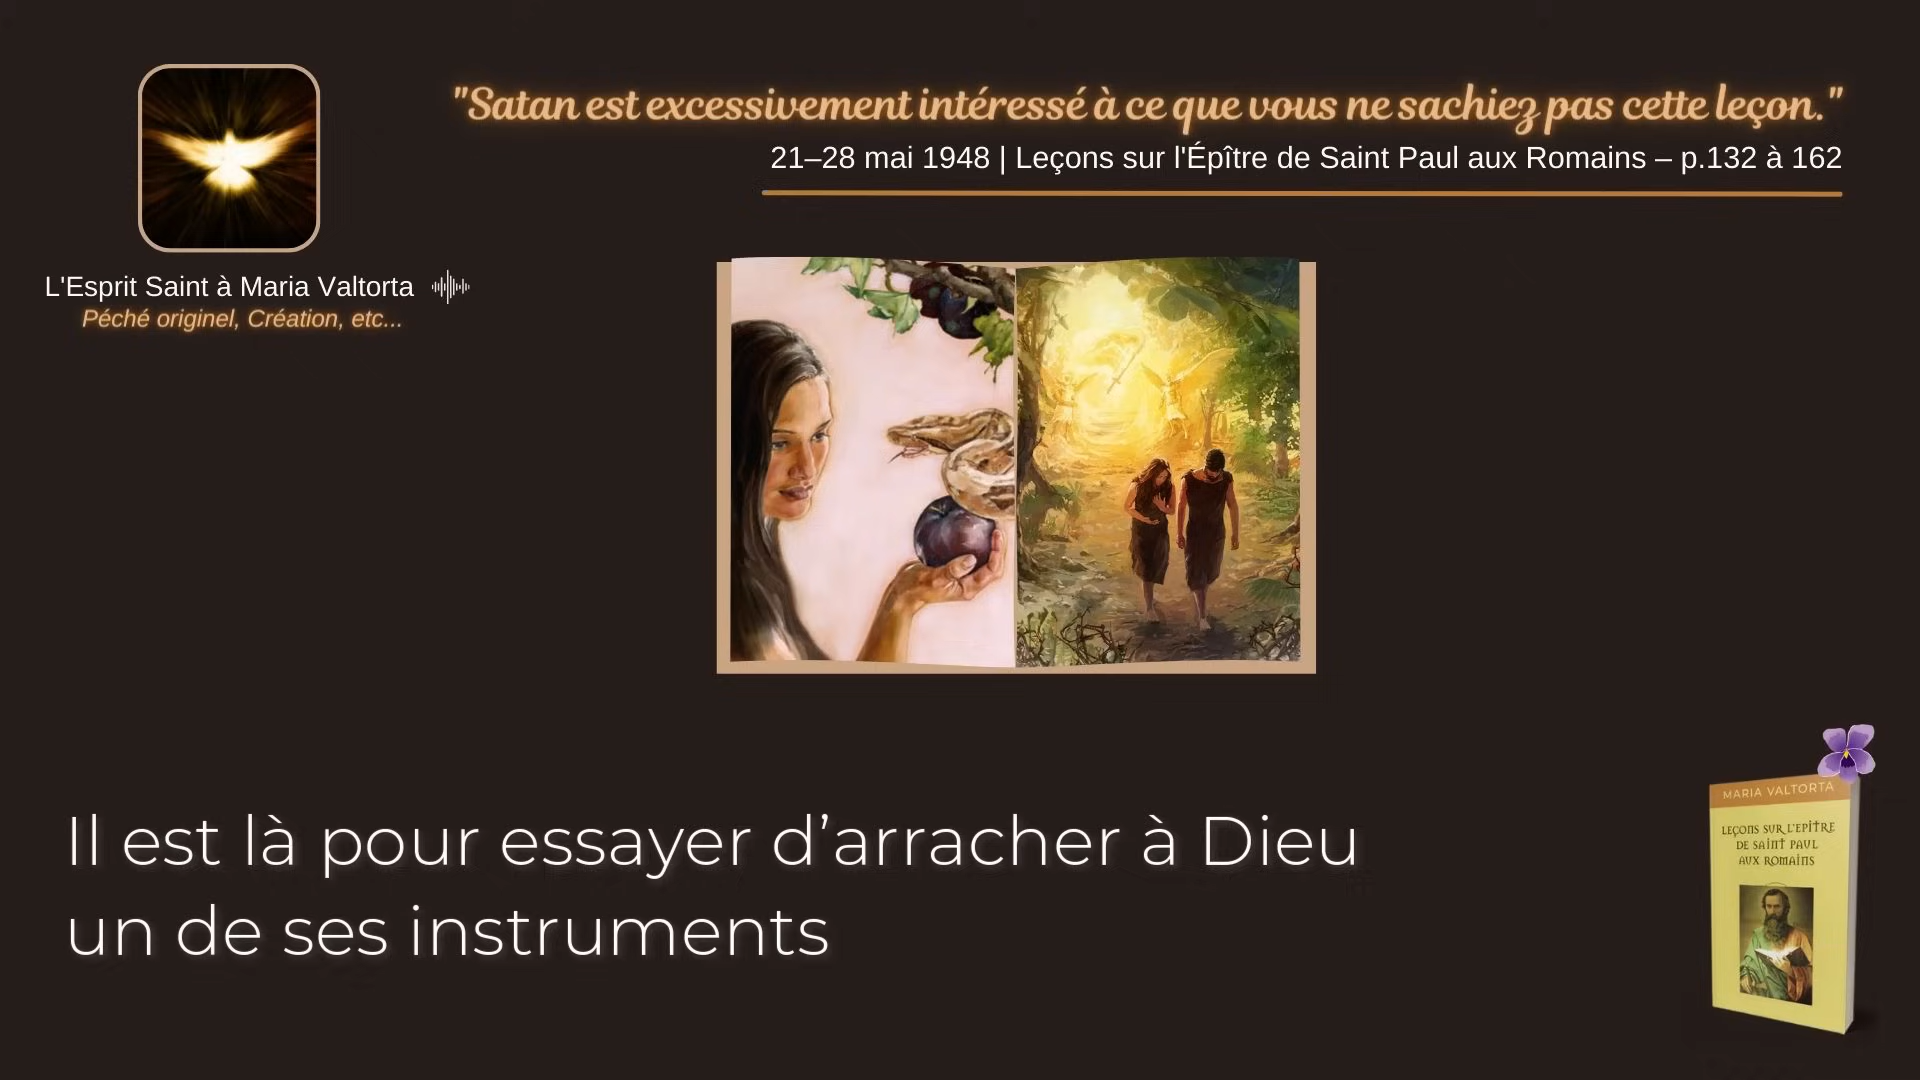 "Satan est excessivement intéressé à ce que vous ne sachiez pas cette leçon."
21–28 mai 1948 | Leçons sur l'Épître de Saint Paul aux Romains – p.132 à 162
L'Esprit Saint à Maria Valtorta
Péché originel, Création, etc...
Il est là pour essayer d’arracher à Dieu
un de ses instruments
MARIA VALTORTA
LEÇONS SUR L'EPÎTRE
DE SAINT PAUL
AUX ROMAINS